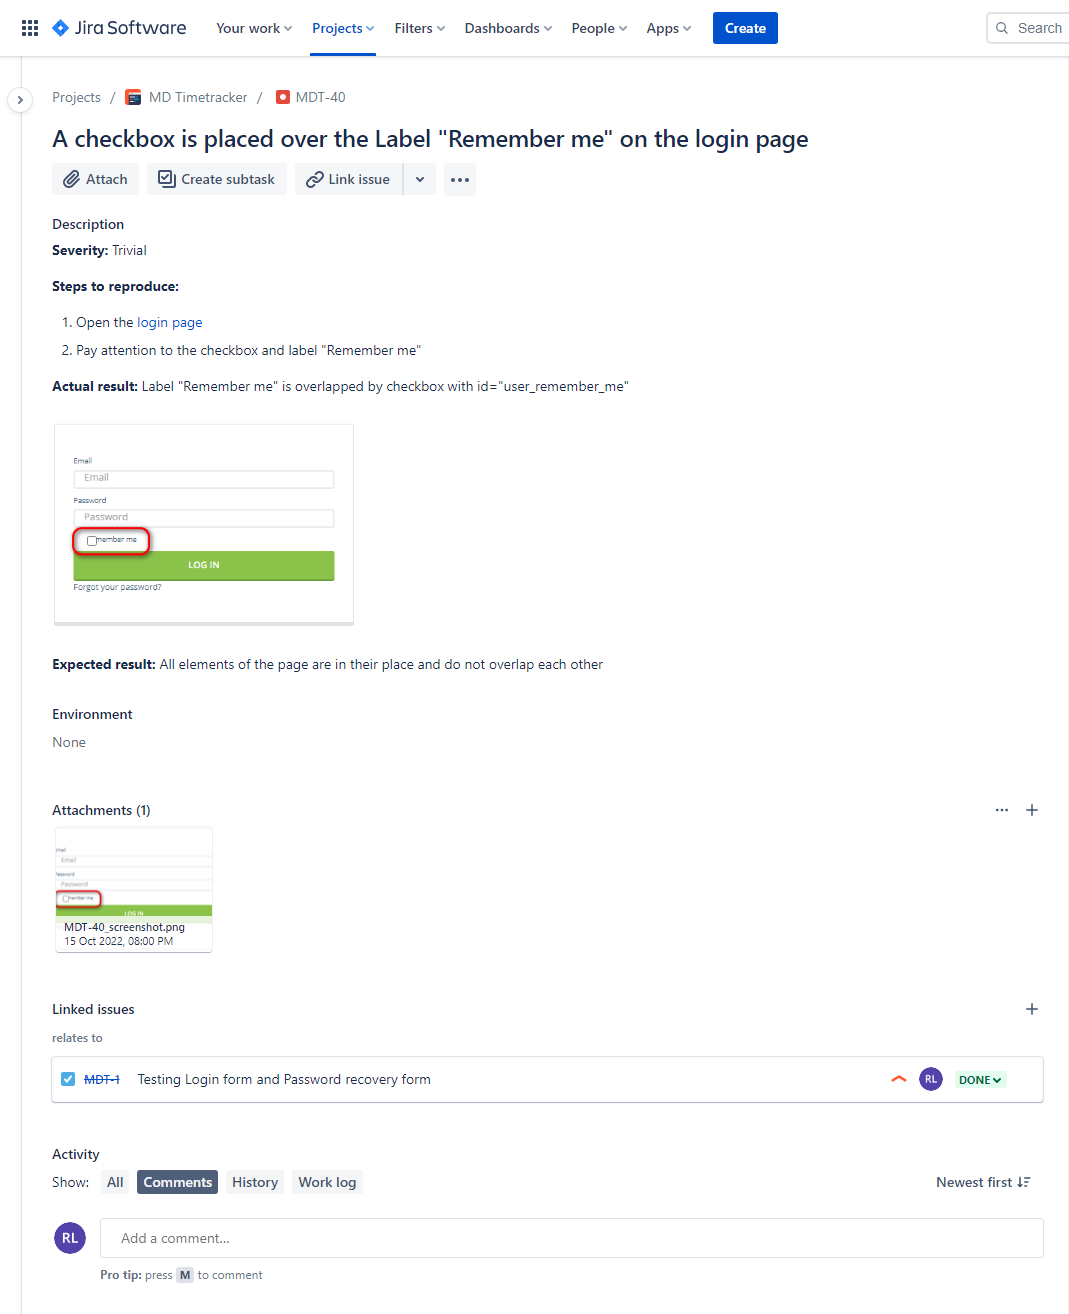 Jira Software Your work Projects Filters Dashboards People Apps Create Search
Projects / MD Timetracker / MDT-40
A checkbox is placed over the Label "Remember me" on the login page
Attach Create subtask Link issue
Description
Severity: Trivial
Steps to reproduce:
1. Open the login page
2. Pay attention to the checkbox and label "Remember me"
Actual result: Label "Remember me" is overlapped by checkbox with id="user_remember_me"
Email
Email
Password
Password
member me
LOG IN
Forgot your password?
Expected result: All elements of the page are in their place and do not overlap each other
Environment
None
Attachments (1)
Email
Password
Password
member me
LOG IN
MDT-40_screenshot.png
15 Oct 2022, 08:00 PM
Linked issues
relates to
MDT-1 Testing Login form and Password recovery form RL DONE
Activity
Show: All Comments History Work log Newest first
RL Add a comment...
Pro tip: press M to comment